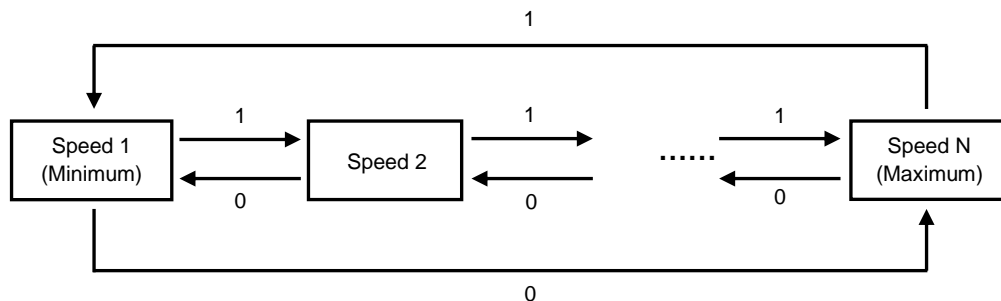 1
1
1
1
Speed 1
(Minimum)
Speed 2
......
Speed N
(Maximum)
0
0
0
0